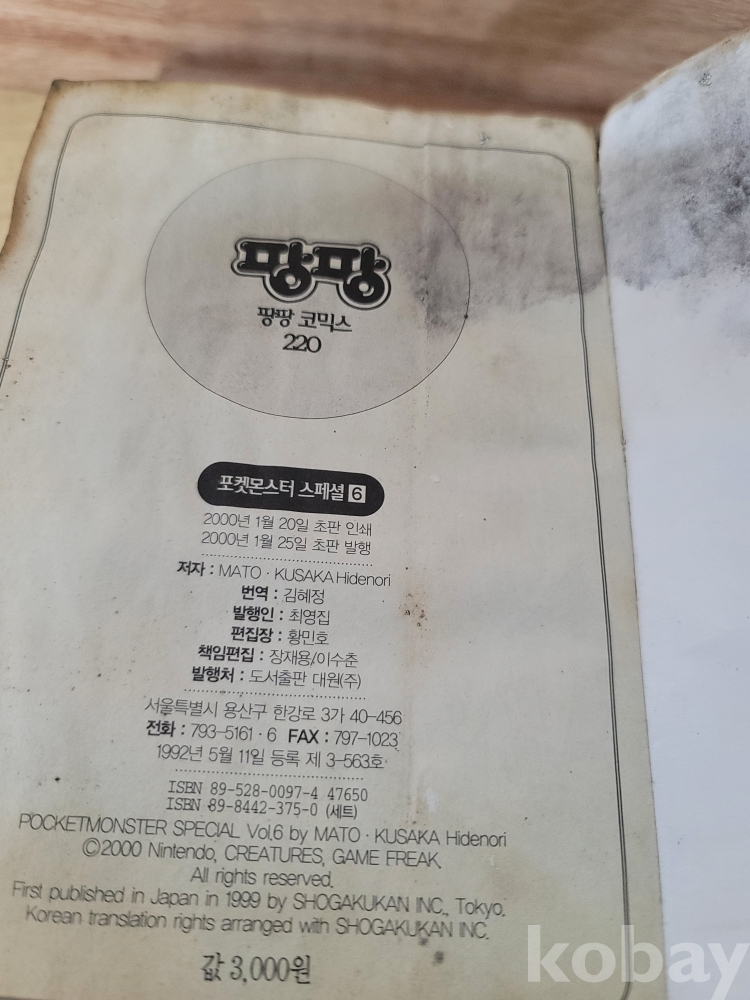 팡팡
팡팡 코믹스
220
포켓몬스터 스페셜 6
2000년 1월 20일 초판 인쇄
2000년 1월 25일 초판 발행
저자 : MATO · KUSAKA Hidenori
번역 : 김혜정
발행인 : 최영집
편집장 : 황민호
책임편집 : 장재용/이수춘
발행처 : 도서출판 대원(주)
서울특별시 용산구 한강로 3가 40-456
전화 : 793-5161 · 6 FAX : 797-1023
1992년 5월 11일 등록 제 3-563호
ISBN 89-528-0097-4 47650
ISBN 89-8442-375-0 (세트)
POCKETMONSTER SPECIAL Vol.6 by MATO · KUSAKA Hidenori
©2000 Nintendo, CREATURES, GAME FREAK.
All rights reserved.
First published in Japan in 1999 by SHOGAKUKAN INC., Tokyo.
Korean translation rights arranged with SHOGAKUKAN INC.
값 3,000원
kobay